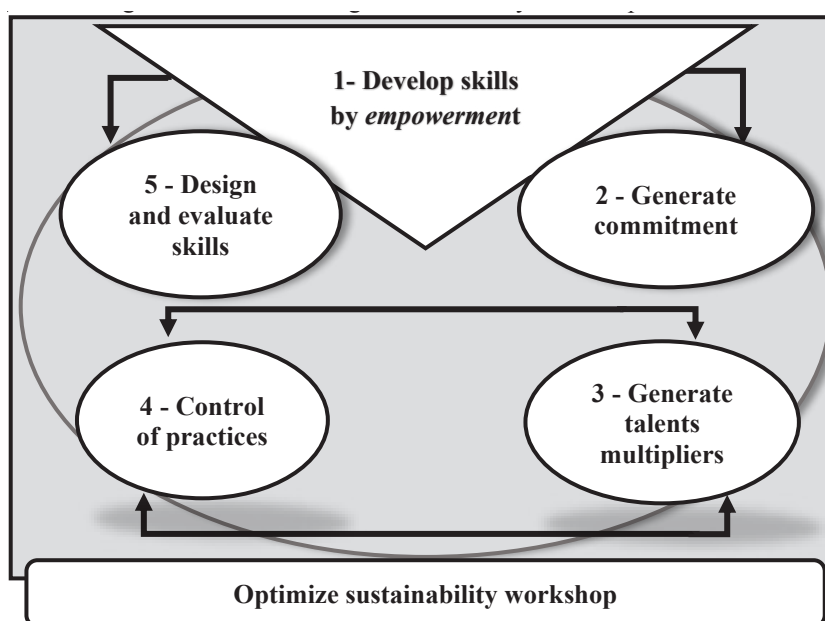 1- Develop skills
by empowerment
5 - Design
and evaluate
skills
2 - Generate
commitment
4 - Control
of practices
3 - Generate
talents
multipliers
Optimize sustainability workshop